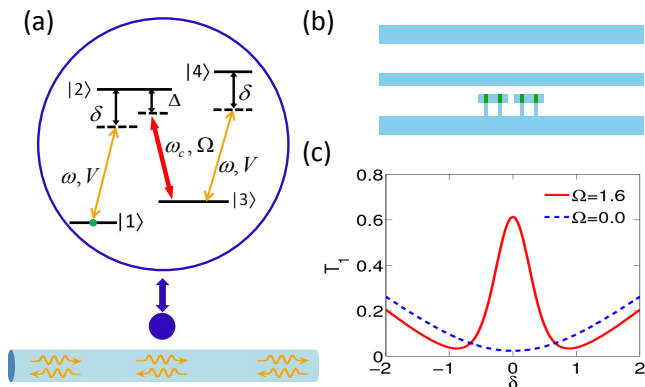 (a)
|2⟩
|4⟩
δ
Δ
δ
ω, V
ω_c, Ω
ω, V
|3⟩
|1⟩
(b)
(c)
0.8
0.6
0.4
0.2
0
T₁
Ω=1.6
Ω=0.0
−2 −1 0 1 2
δ